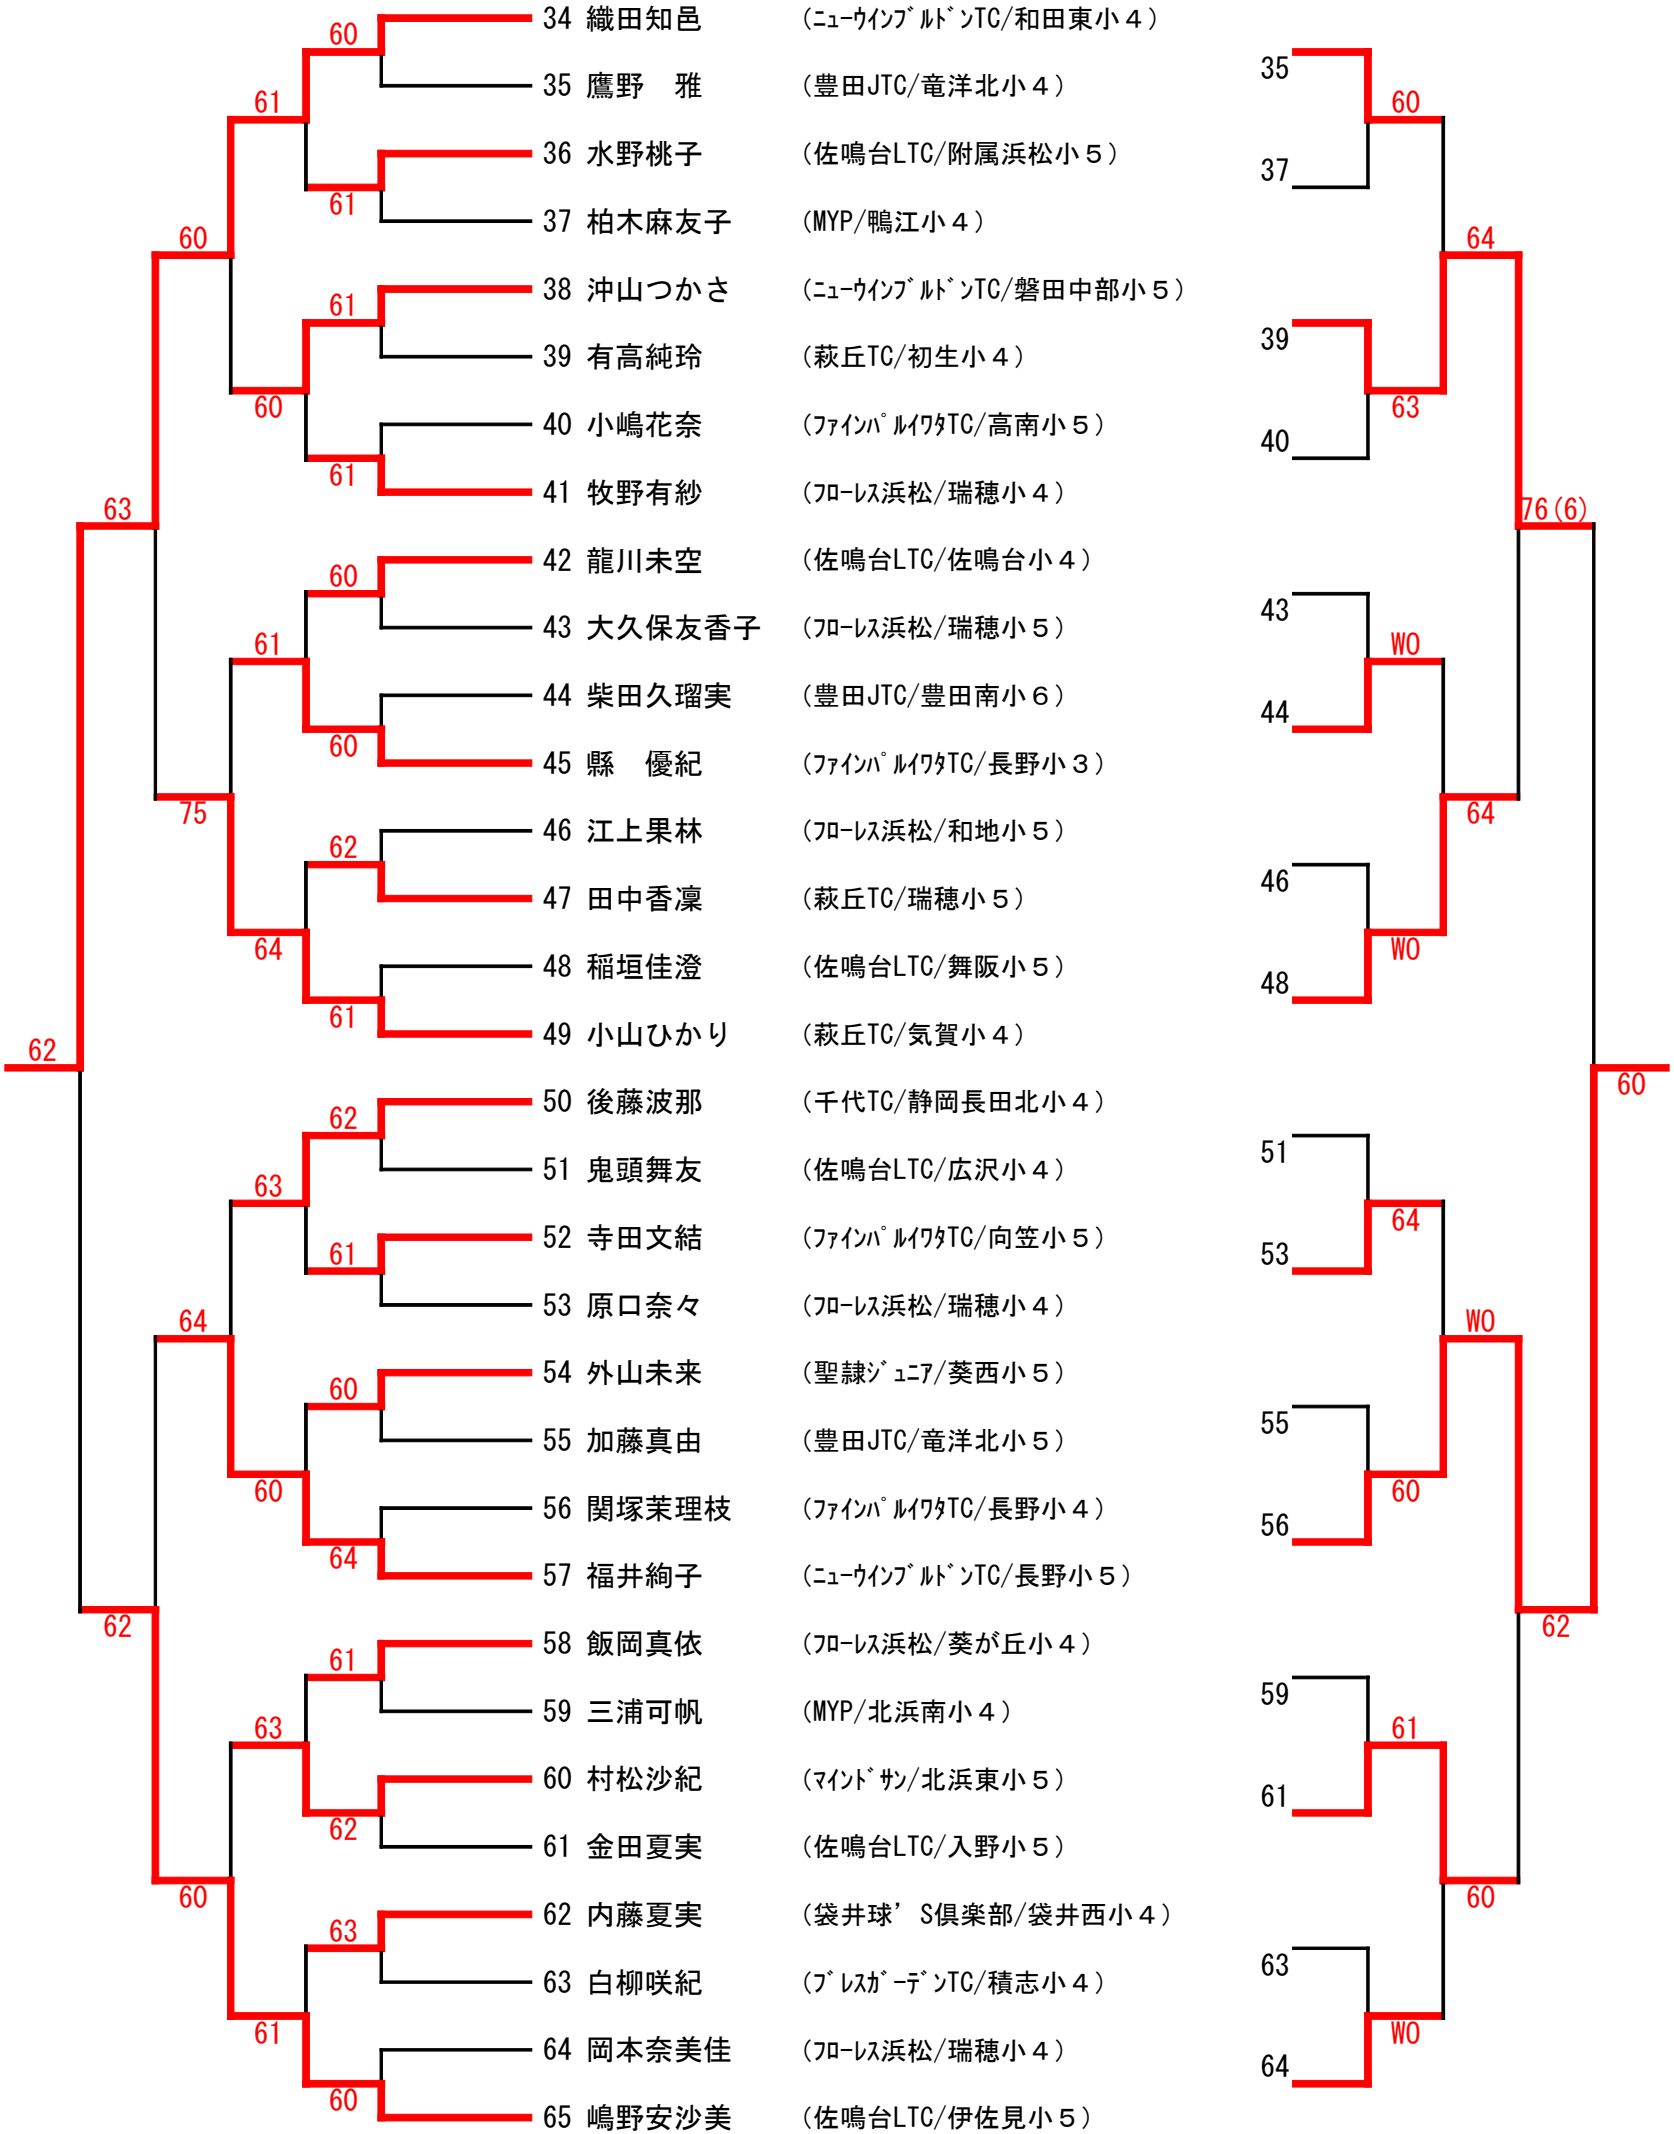 34 織田知邑 (ﾆｭｰｳｲﾝﾌﾞﾙﾄﾞﾝTC/和田東小４)
60
35
35 鷹野　雅 (豊田JTC/竜洋北小４)
61
60
36 水野桃子 (佐鳴台LTC/附属浜松小５)
37
61
37 柏木麻友子 (MYP/鴨江小４)
60
64
38 沖山つかさ (ﾆｭｰｳｲﾝﾌﾞﾙﾄﾞﾝTC/磐田中部小５)
61
39
39 有高純玲 (萩丘TC/初生小４)
60
63
40 小嶋花奈 (ﾌｧｲﾝﾊﾟﾙｲﾜﾀTC/高南小５)
40
61
41 牧野有紗 (ﾌﾛｰﾚｽ浜松/瑞穂小４)
63
76(6)
42 龍川未空 (佐鳴台LTC/佐鳴台小４)
60
43
43 大久保友香子 (ﾌﾛｰﾚｽ浜松/瑞穂小５)
61
WO
44 柴田久瑠実 (豊田JTC/豊田南小６)
44
60
45 縣　優紀 (ﾌｧｲﾝﾊﾟﾙｲﾜﾀTC/長野小３)
75
64
46 江上果林 (ﾌﾛｰﾚｽ浜松/和地小５)
62
46
47 田中香凜 (萩丘TC/瑞穂小５)
64
WO
48 稲垣佳澄 (佐鳴台LTC/舞阪小５)
48
61
49 小山ひかり (萩丘TC/気賀小４)
62
60
50 後藤波那 (千代TC/静岡長田北小４)
62
51
51 鬼頭舞友 (佐鳴台LTC/広沢小４)
63
64
52 寺田文結 (ﾌｧｲﾝﾊﾟﾙｲﾜﾀTC/向笠小５)
61
53
53 原口奈々 (ﾌﾛｰﾚｽ浜松/瑞穂小４)
64
WO
54 外山未来 (聖隷ｼﾞｭﾆｱ/葵西小５)
60
55
55 加藤真由 (豊田JTC/竜洋北小５)
60
60
56 関塚茉理枝 (ﾌｧｲﾝﾊﾟﾙｲﾜﾀTC/長野小４)
56
64
57 福井絢子 (ﾆｭｰｳｲﾝﾌﾞﾙﾄﾞﾝTC/長野小５)
62
62
58 飯岡真依 (ﾌﾛｰﾚｽ浜松/葵が丘小４)
61
59
59 三浦可帆 (MYP/北浜南小４)
63
61
60 村松沙紀 (ﾏｲﾝﾄﾞｻﾝ/北浜東小５)
61
62
61 金田夏実 (佐鳴台LTC/入野小５)
60
60
62 内藤夏実 (袋井球’S倶楽部/袋井西小４)
63
63
63 白柳咲紀 (ﾌﾞﾚｽｶﾞｰﾃﾞﾝTC/積志小４)
61
WO
64 岡本奈美佳 (ﾌﾛｰﾚｽ浜松/瑞穂小４)
64
60
65 嶋野安沙美 (佐鳴台LTC/伊佐見小５)